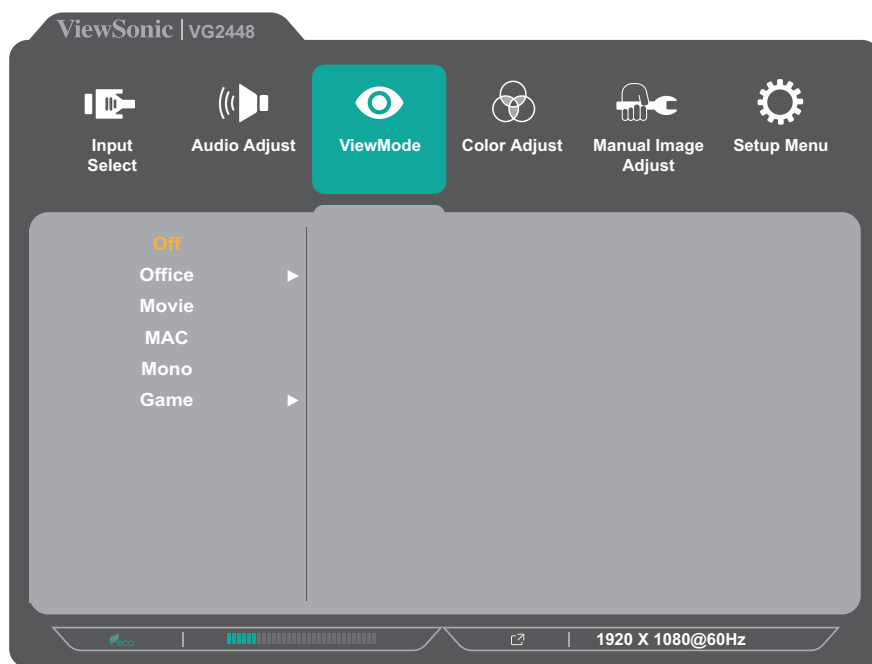 ViewSonic | VG2448
Input
Select
Audio Adjust
ViewMode
Color Adjust
Manual Image
Adjust
Setup Menu
Off
Office
Movie
MAC
Mono
Game
eco
1920 X 1080@60Hz